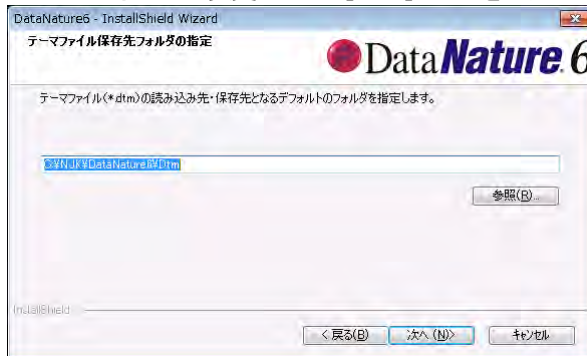 DataNature6 - InstallShield Wizard
テーマファイル保存先フォルダの指定
DataNature 6
テーマファイル(*dtm)の読み込み先・保存先となるデフォルトのフォルダを指定します。
C:¥NJK¥DataNature6¥Dtm
参照(R)...
InstallShield
< 戻る(B)
次へ (N)>
キャンセル